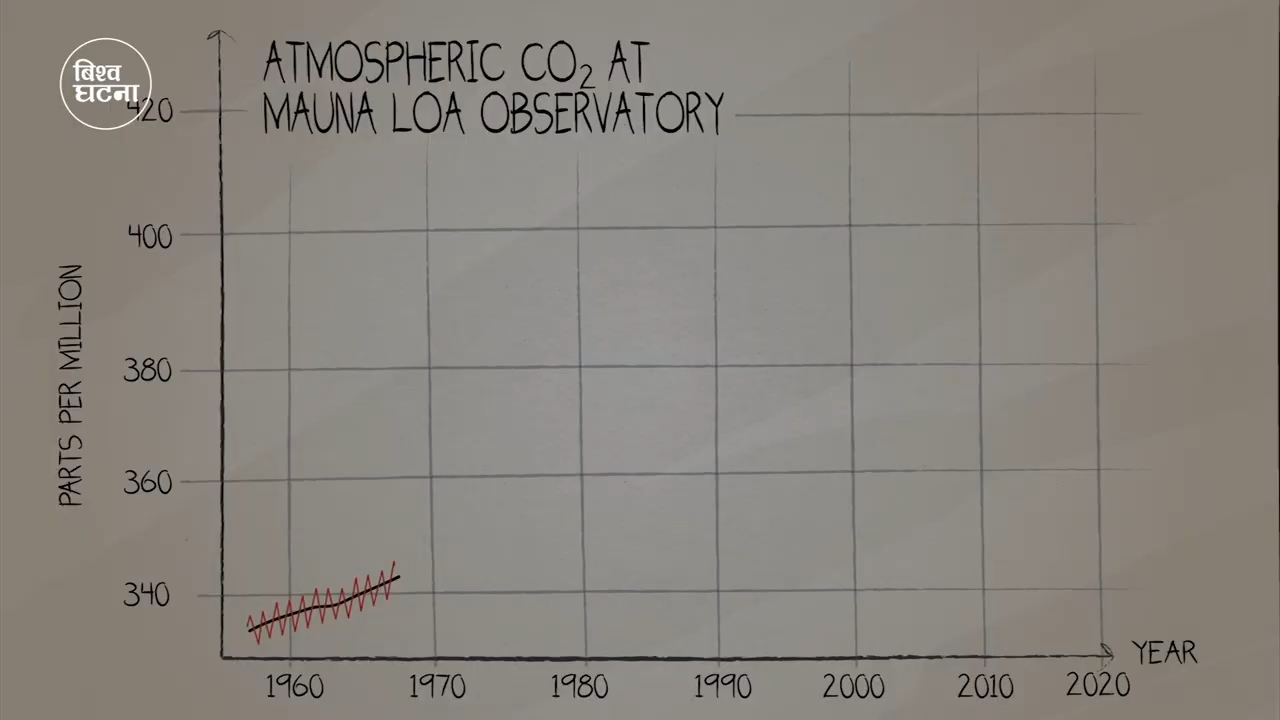 बिश्व
घटना
ATMOSPHERIC CO₂ AT
MAUNA LOA OBSERVATORY
420
400
380
360
340
PARTS PER MILLION
1960 1970 1980 1990 2000 2010 2020
YEAR